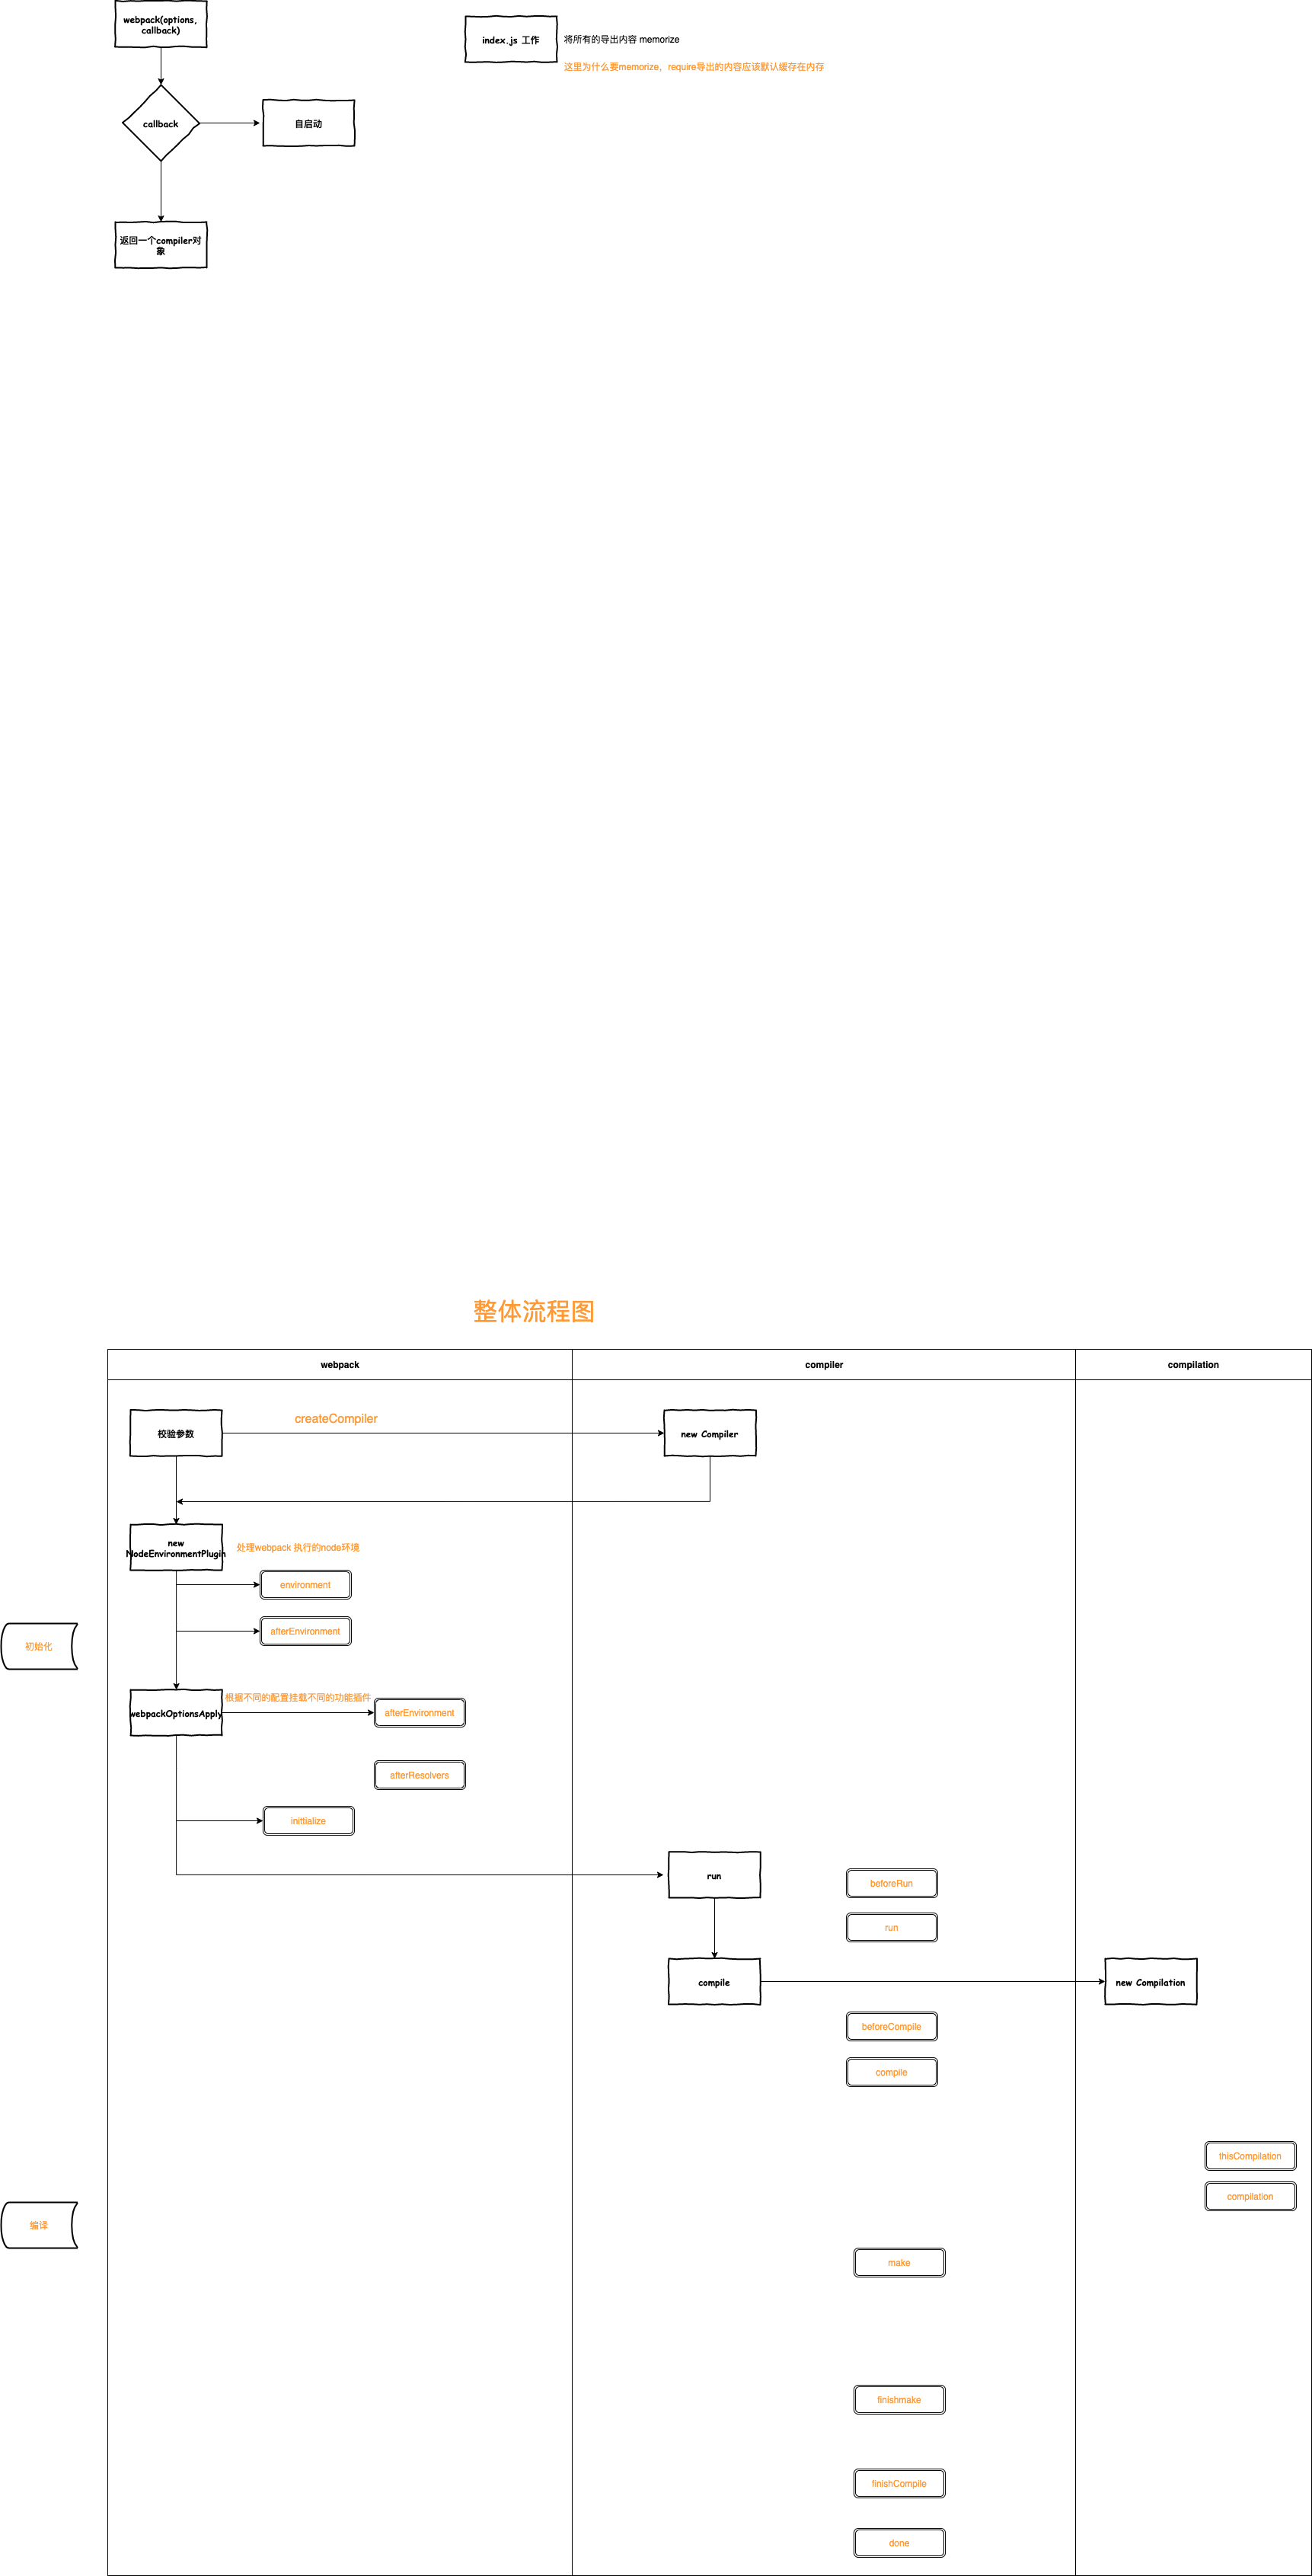 webpack(options,
callback)
index.js 工作
将所有的导出内容 memorize
这里为什么要memorize，require导出的内容应该默认缓存在内存
callback
自启动
返回一个compiler对
象
整体流程图
webpack
compiler
compilation
校验参数
createCompiler
new Compiler
new
NodeEnvironmentPlugin
处理webpack 执行的node环境
environment
afterEnvironment
初始化
webpackOptionsApply
根据不同的配置挂载不同的功能插件
afterEnvironment
afterResolvers
inittialize
run
beforeRun
run
compile
new Compilation
beforeCompile
compile
thisCompilation
compilation
编译
make
finishmake
finishCompile
done